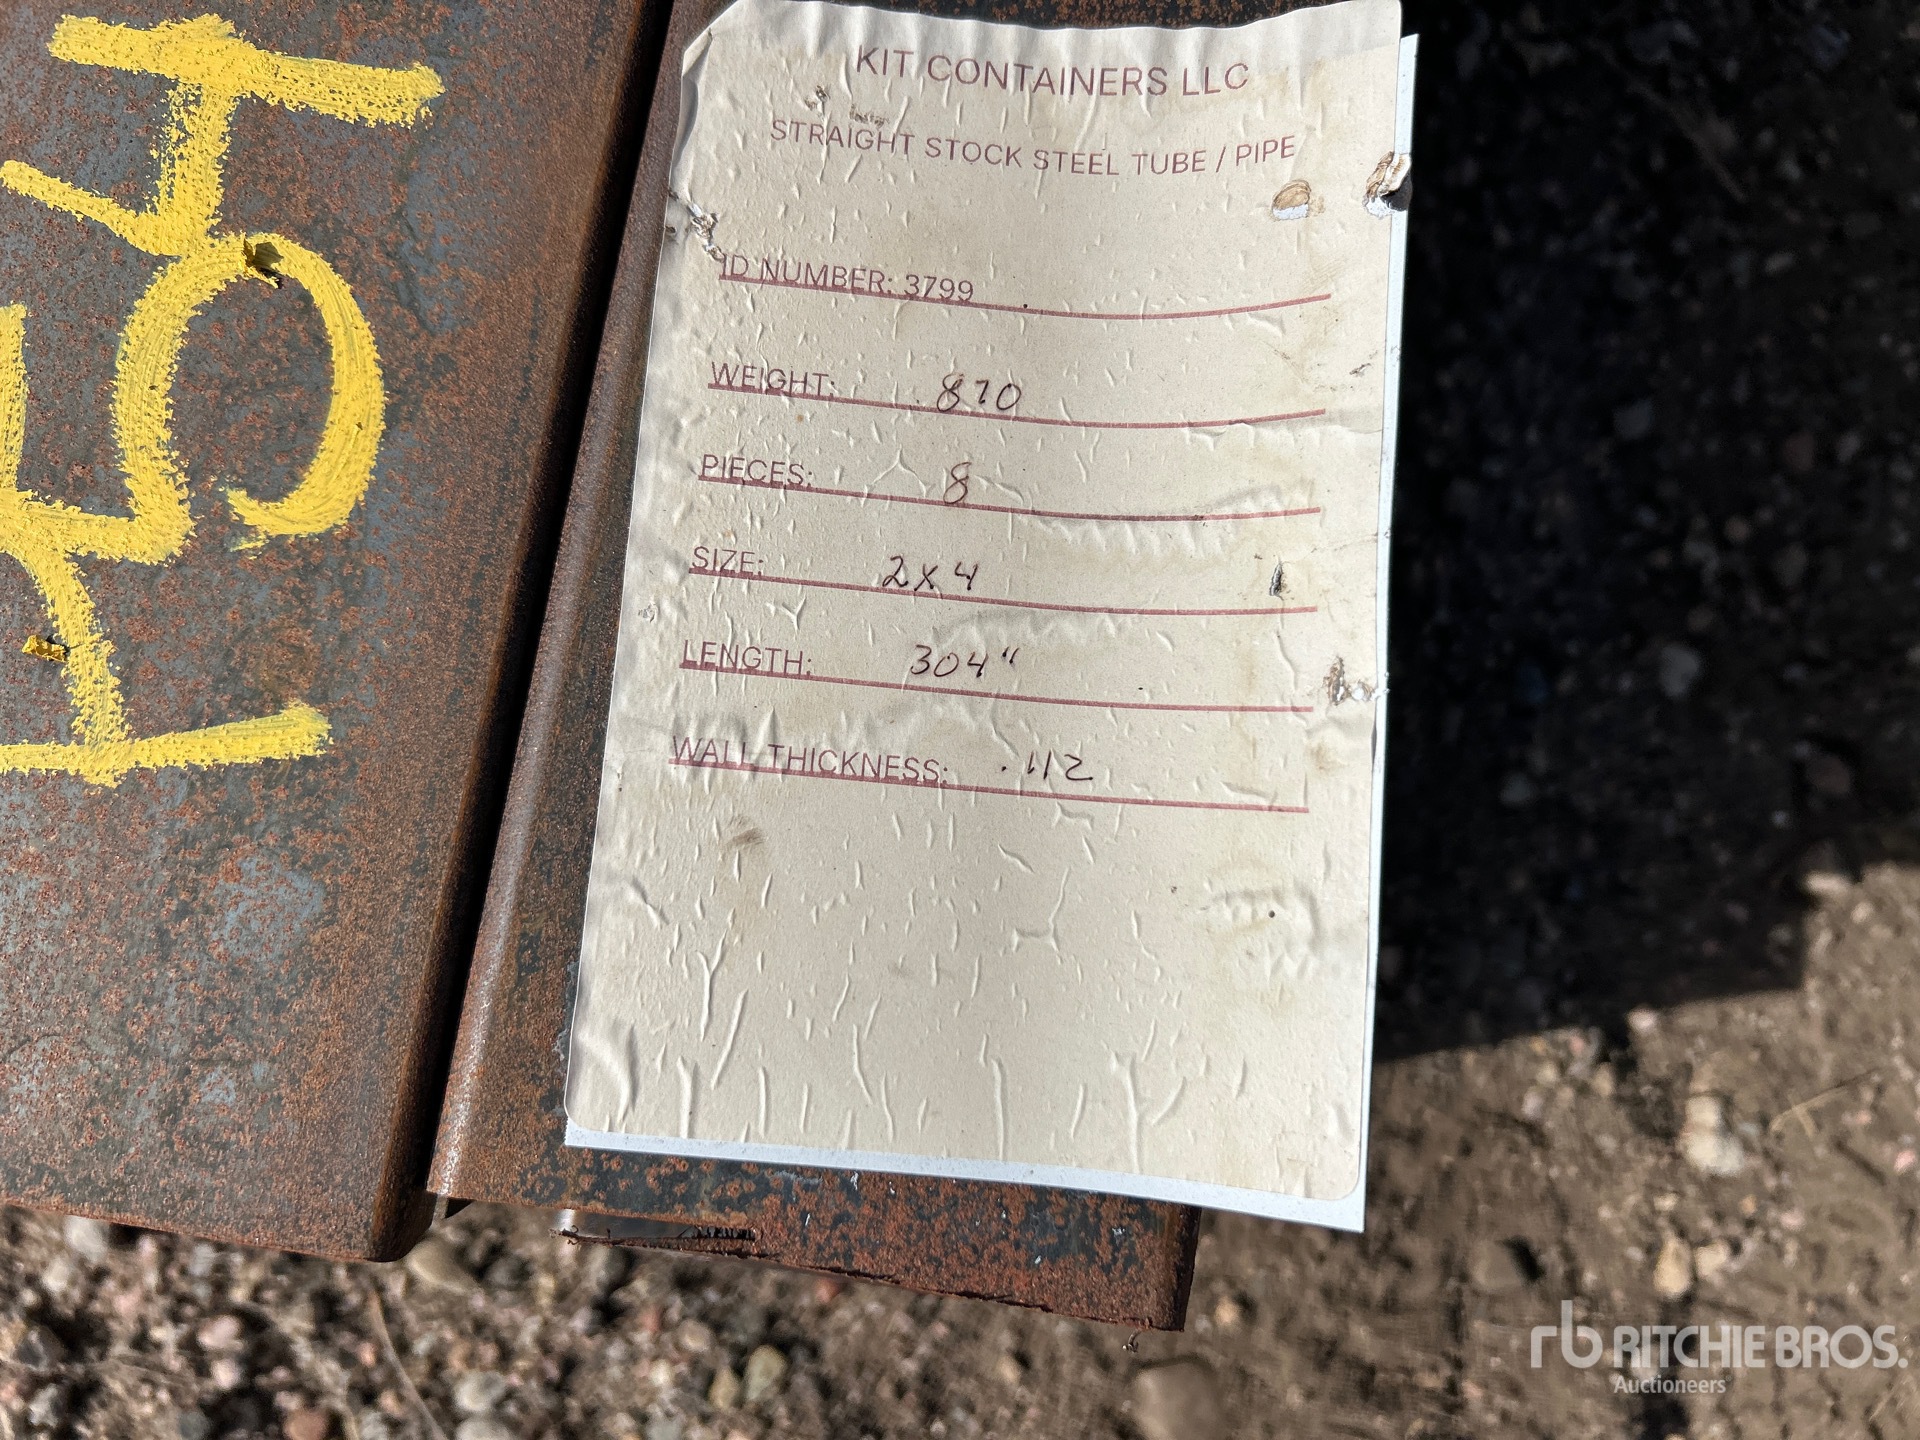 KIT CONTAINERS LLC
STRAIGHT STOCK STEEL TUBE / PIPE
ID NUMBER: 3799
WEIGHT: 870
PIECES: 8
SIZE: 2x4
LENGTH: 304"
WALL THICKNESS: .112
rb RITCHIE BROS.
Auctioneers